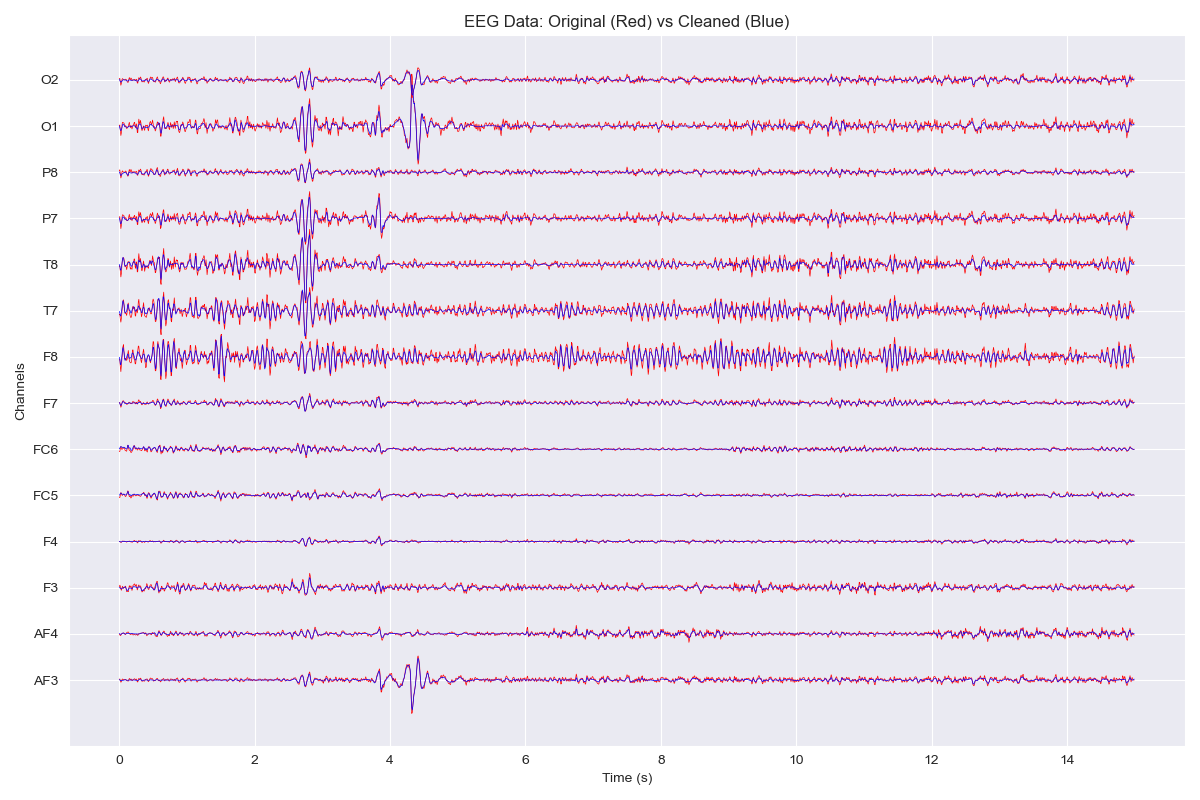 EEG Data: Original (Red) vs Cleaned (Blue)
O2
O1
P8
P7
T8
T7
F8
F7
FC6
FC5
F4
F3
AF4
AF3
Channels
0 2 4 6 8 10 12 14
Time (s)